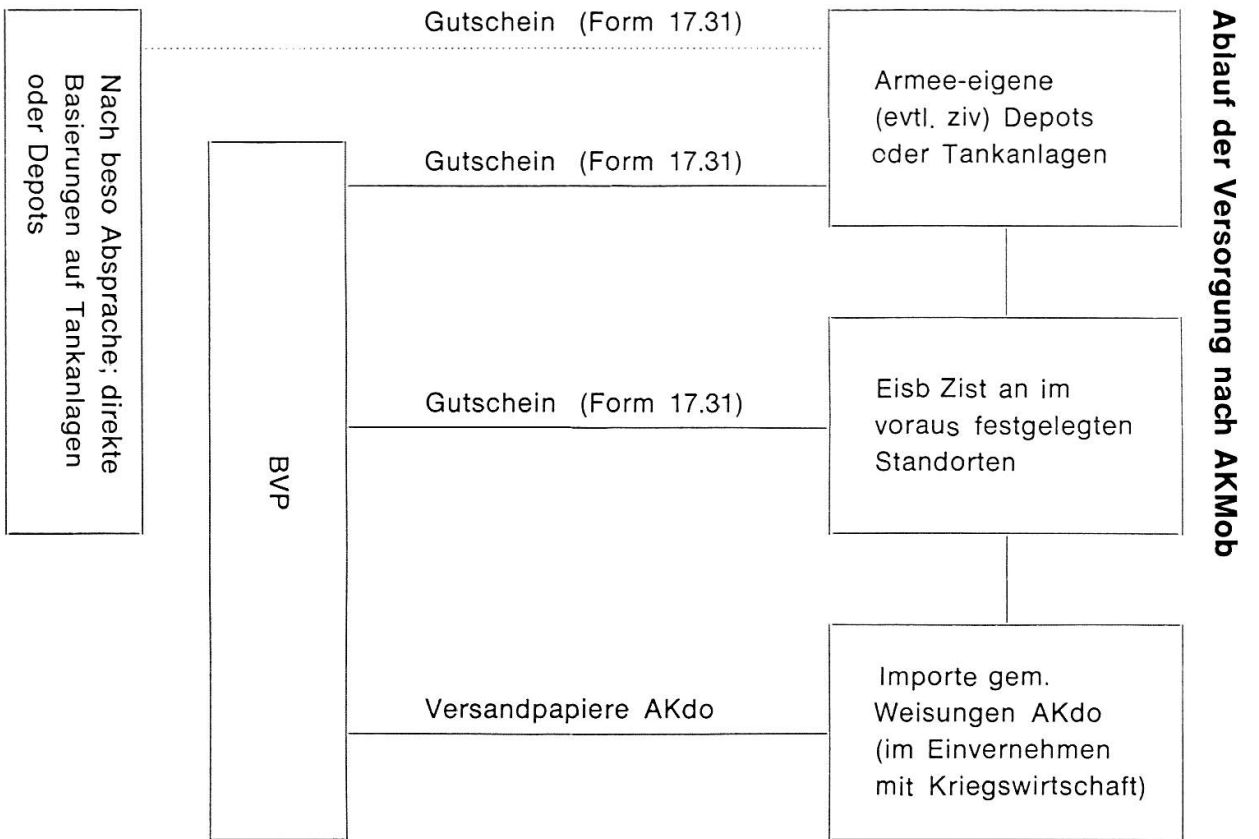 Ablauf der Versorgung nach AKMob
Gutschein (Form 17.31)
Armee-eigene
(evtl. ziv) Depots
oder Tankanlagen
Nach beso Absprache; direkte
Basierungen auf Tankanlagen
oder Depots
Gutschein (Form 17.31)
BVP
Gutschein (Form 17.31)
Eisb Zist an im
voraus festgelegten
Standorten
Versandpapiere AKdo
Importe gem.
Weisungen AKdo
(im Einvernehmen
mit Kriegswirtschaft)